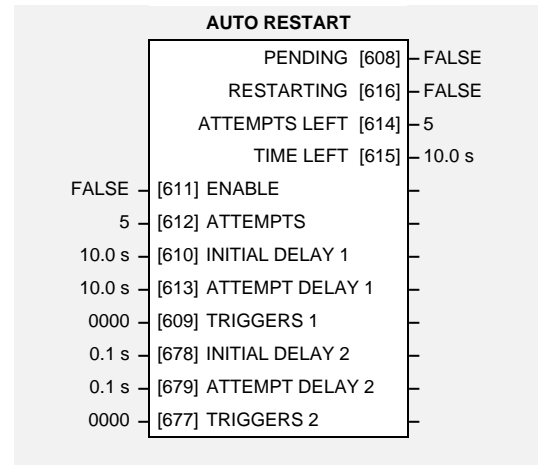 AUTO RESTART
PENDING [608] – FALSE
RESTARTING [616] – FALSE
ATTEMPTS LEFT [614] – 5
TIME LEFT [615] – 10.0 s
FALSE – [611] ENABLE –
5 – [612] ATTEMPTS –
10.0 s – [610] INITIAL DELAY 1 –
10.0 s – [613] ATTEMPT DELAY 1 –
0000 – [609] TRIGGERS 1 –
0.1 s – [678] INITIAL DELAY 2 –
0.1 s – [679] ATTEMPT DELAY 2 –
0000 – [677] TRIGGERS 2 –